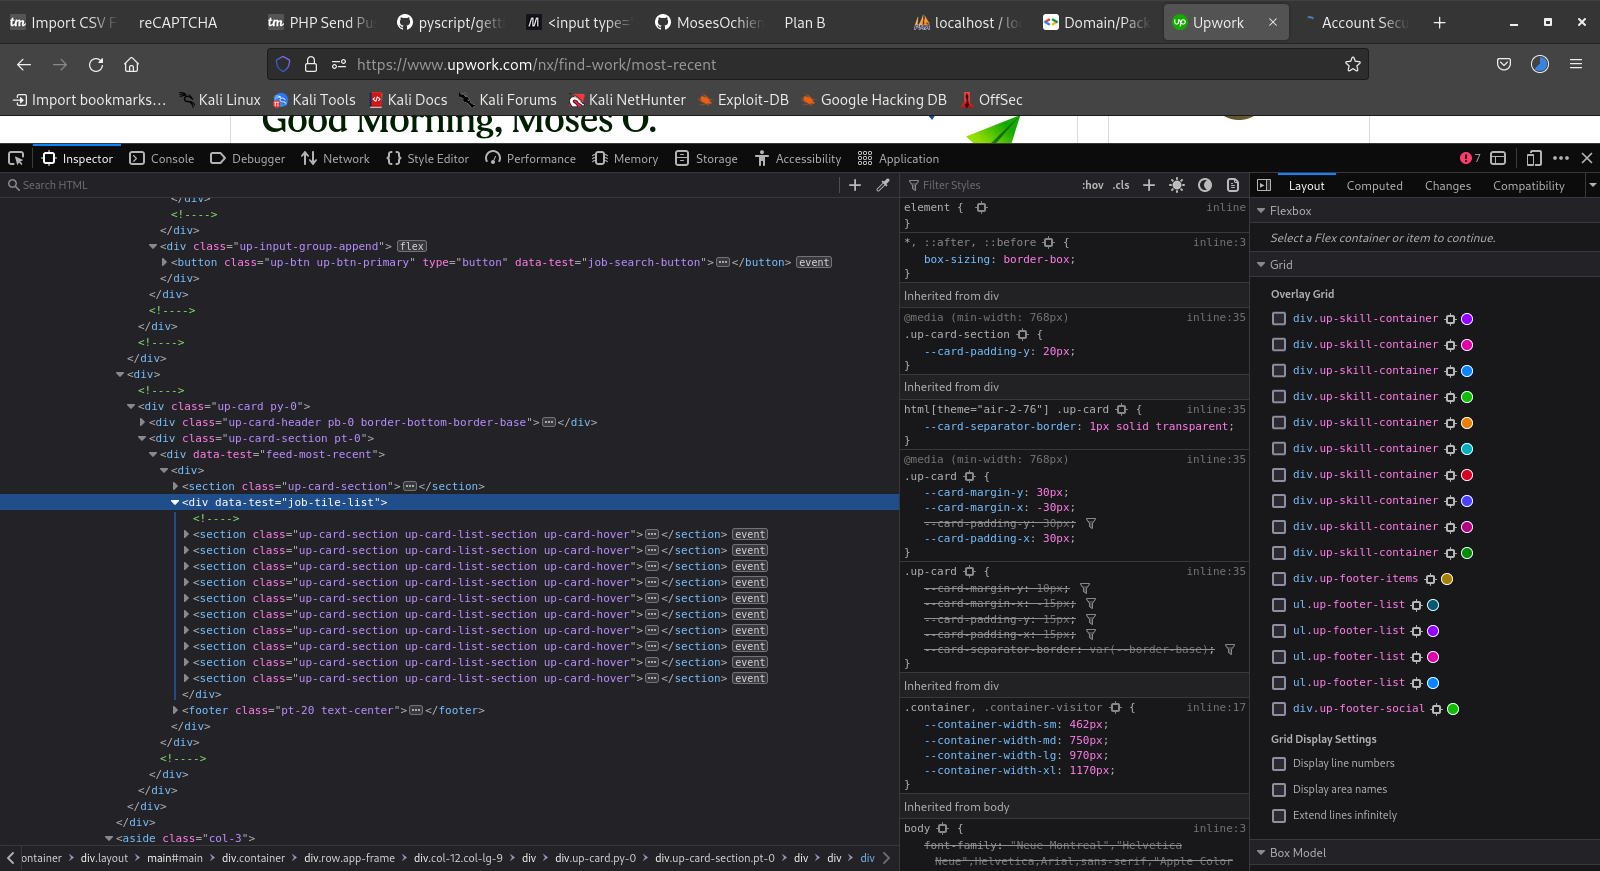 Import CSV F
reCAPTCHA
PHP Send Pu
pyscript/gett
<input type='
MosesOchien
Plan B
localhost / lo
Domain/Pack
Upwork
Account Secu
https://www.upwork.com/nx/find-work/most-recent
Import bookmarks…
Kali Linux
Kali Tools
Kali Docs
Kali Forums
Kali NetHunter
Exploit-DB
Google Hacking DB
OffSec
Good Morning, Moses O.
Inspector
Console
Debugger
Network
Style Editor
Performance
Memory
Storage
Accessibility
Application
7
Search HTML
</div>
<!---->
</div>
<div class="up-input-group-append"> flex
<button class="up-btn up-btn-primary" type="button" data-test="job-search-button"></button> event
</div>
</div>
<!---->
</div>
<!---->
</div>
<div>
<!---->
<div class="up-card py-0">
<div class="up-card-header pb-0 border-bottom-border-base"></div>
<div class="up-card-section pt-0">
<div data-test="feed-most-recent">
<div>
<section class="up-card-section"></section>
<div data-test="job-tile-list">
<!---->
<section class="up-card-section up-card-list-section up-card-hover"></section> event
<section class="up-card-section up-card-list-section up-card-hover"></section> event
<section class="up-card-section up-card-list-section up-card-hover"></section> event
<section class="up-card-section up-card-list-section up-card-hover"></section> event
<section class="up-card-section up-card-list-section up-card-hover"></section> event
<section class="up-card-section up-card-list-section up-card-hover"></section> event
<section class="up-card-section up-card-list-section up-card-hover"></section> event
<section class="up-card-section up-card-list-section up-card-hover"></section> event
<section class="up-card-section up-card-list-section up-card-hover"></section> event
<section class="up-card-section up-card-list-section up-card-hover"></section> event
</div>
<footer class="pt-20 text-center"></footer>
</div>
</div>
<!---->
</div>
</div>
</div>
</div>
<aside class="col-3">
ontainer > div.layout > main#main > div.container > div.row.app-frame > div.col-12.col-lg-9 > div > div.up-card.py-0 > div.up-card-section.pt-0 > div > div > div
Filter Styles
:hov .cls
element { inline
}
*, ::after, ::before { inline:3
box-sizing: border-box;
}
Inherited from div
@media (min-width: 768px) inline:35
.up-card-section {
--card-padding-y: 20px;
}
Inherited from div
html[theme="air-2-76"] .up-card { inline:35
--card-separator-border: 1px solid transparent;
}
@media (min-width: 768px) inline:35
.up-card {
--card-margin-y: 30px;
--card-margin-x: -30px;
--card-padding-y: 30px;
--card-padding-x: 30px;
}
.up-card { inline:35
--card-margin-y: 10px;
--card-margin-x: -15px;
--card-padding-y: 15px;
--card-padding-x: 15px;
--card-separator-border: var(--border-base);
}
Inherited from div
.container, .container-visitor { inline:17
--container-width-sm: 462px;
--container-width-md: 750px;
--container-width-lg: 970px;
--container-width-xl: 1170px;
}
Inherited from body
body { inline:3
font-family: "Neue Montreal","Helvetica
Neue",Helvetica,Arial,sans-serif,"Apple Color
Layout
Computed
Changes
Compatibility
Flexbox
Select a Flex container or item to continue.
Grid
Overlay Grid
div.up-skill-container
div.up-skill-container
div.up-skill-container
div.up-skill-container
div.up-skill-container
div.up-skill-container
div.up-skill-container
div.up-skill-container
div.up-skill-container
div.up-skill-container
div.up-footer-items
ul.up-footer-list
ul.up-footer-list
ul.up-footer-list
ul.up-footer-list
div.up-footer-social
Grid Display Settings
Display line numbers
Display area names
Extend lines infinitely
Box Model